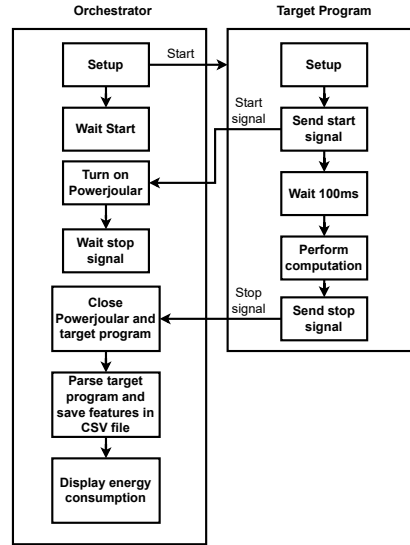 Orchestrator
Target Program
Setup
Start
Setup
Wait Start
Start
signal
Send start
signal
Turn on
Powerjoular
Wait 100ms
Wait stop
signal
Perform
computation
Close
Powerjoular and
target program
Stop
signal
Send stop
signal
Parse target
program and
save features in
CSV file
Display energy
consumption